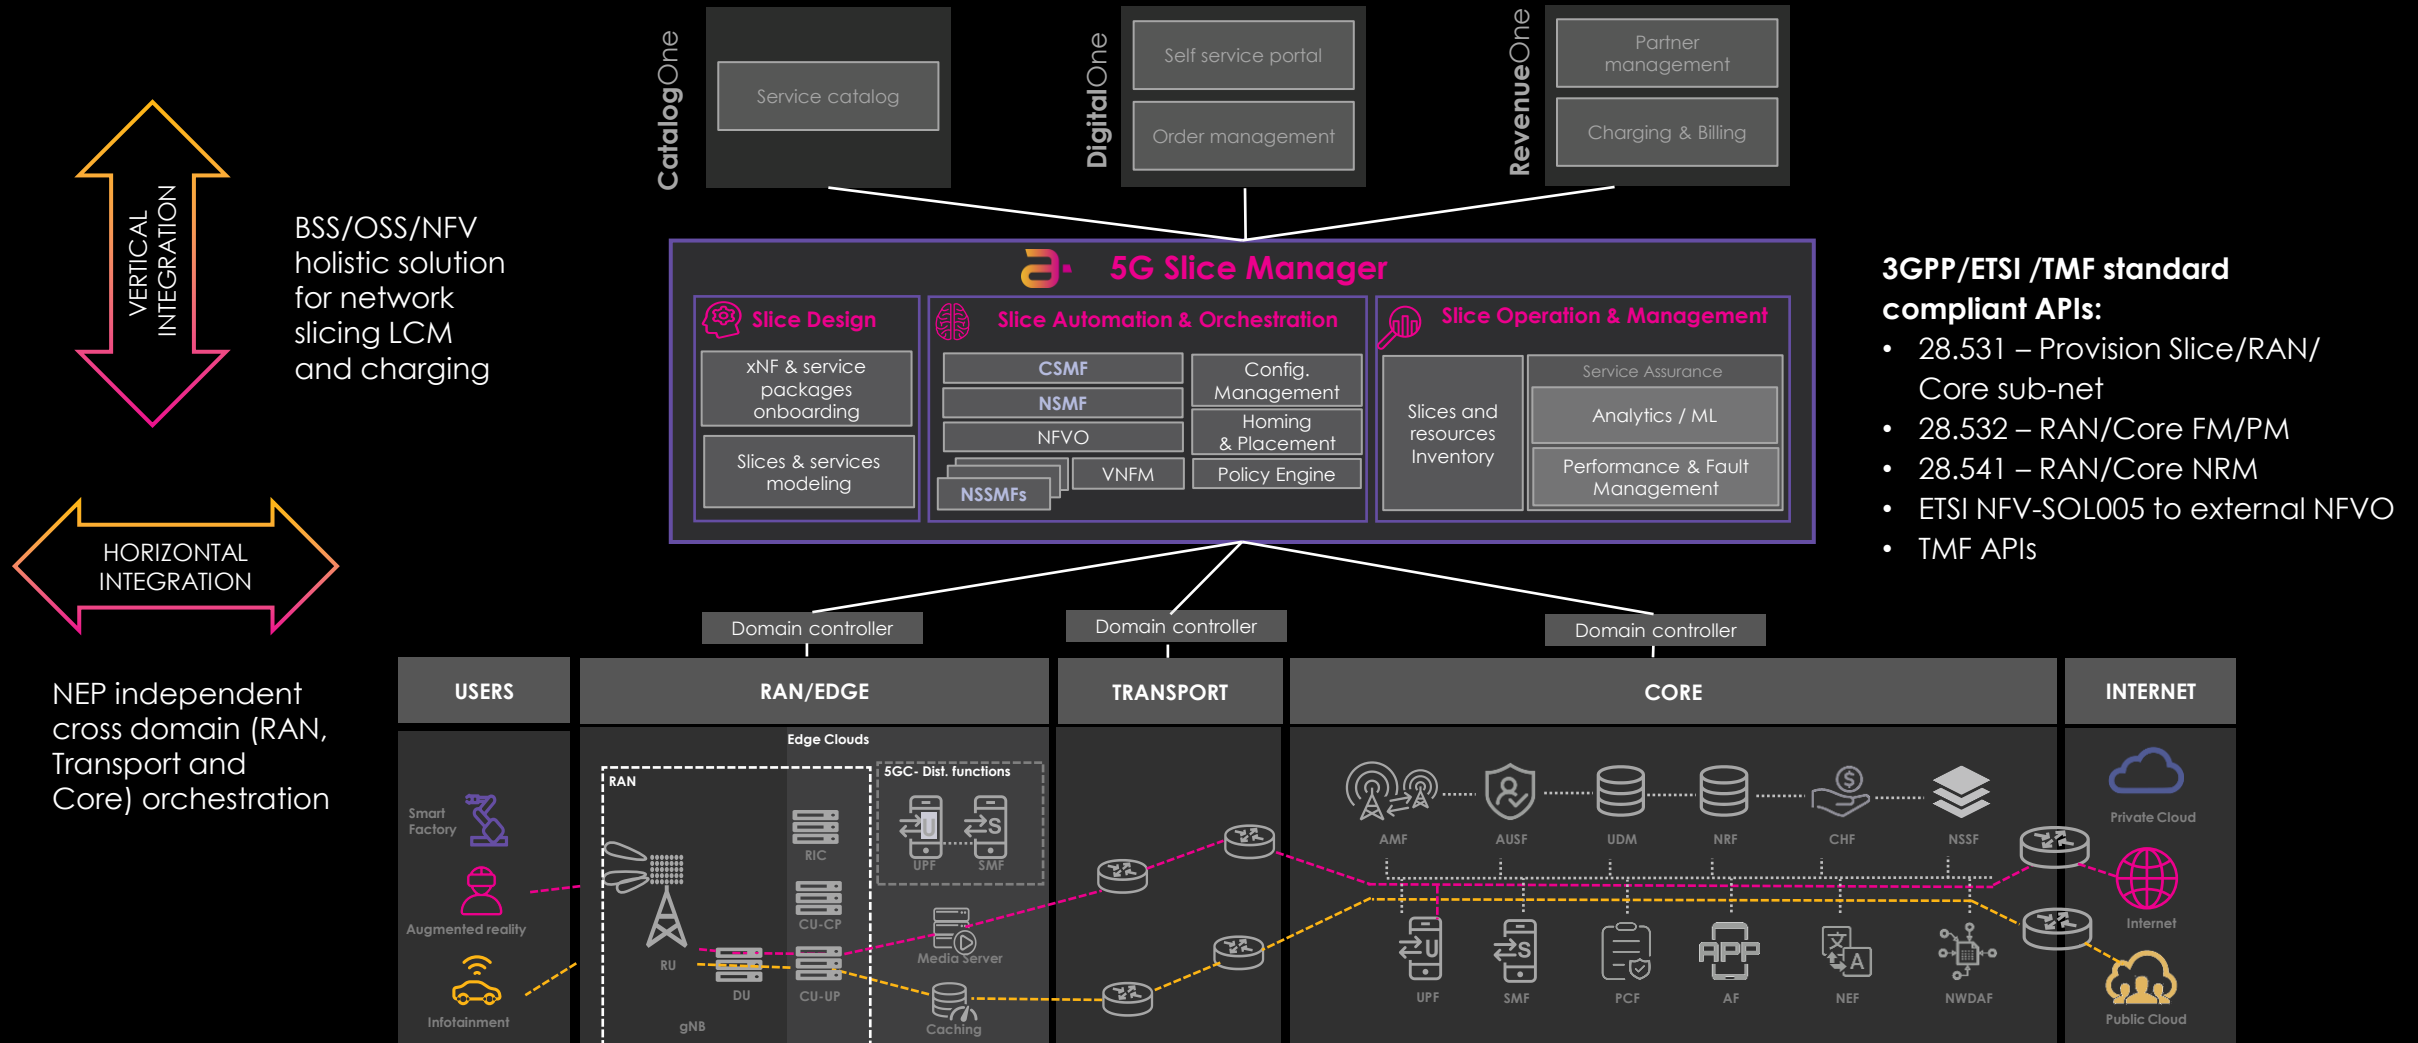 CatalogOne
Service catalog
DigitalOne
Self service portal
Order management
RevenueOne
Partner
management
Charging & Billing
VERTICAL
INTEGRATION
BSS/OSS/NFV
holistic solution
for network
slicing LCM
and charging
5G Slice Manager
Slice Design
xNF & service
packages
onboarding
Slices & services
modeling
Slice Automation & Orchestration
CSMF
NSMF
NFVO
NSSMFs
VNFM
Config.
Management
Homing
& Placement
Policy Engine
Slice Operation & Management
Slices and
resources
Inventory
Service Assurance
Analytics / ML
Performance & Fault
Management
3GPP/ETSI /TMF standard
compliant APIs:
• 28.531 – Provision Slice/RAN/
Core sub-net
• 28.532 – RAN/Core FM/PM
• 28.541 – RAN/Core NRM
• ETSI NFV-SOL005 to external NFVO
• TMF APIs
HORIZONTAL
INTEGRATION
NEP independent
cross domain (RAN,
Transport and
Core) orchestration
Domain controller
Domain controller
Domain controller
USERS
RAN/EDGE
TRANSPORT
CORE
INTERNET
Smart
Factory
Augmented reality
Infotainment
Edge Clouds
RAN
RIC
CU-CP
RU
DU
CU-UP
gNB
5GC- Dist. functions
U
S
UPF
SMF
Media Server
Caching
AMF
AUSF
UDM
NRF
CHF
NSSF
U
S
APP
A
UPF
SMF
PCF
AF
NEF
NWDAF
Private Cloud
Internet
Public Cloud